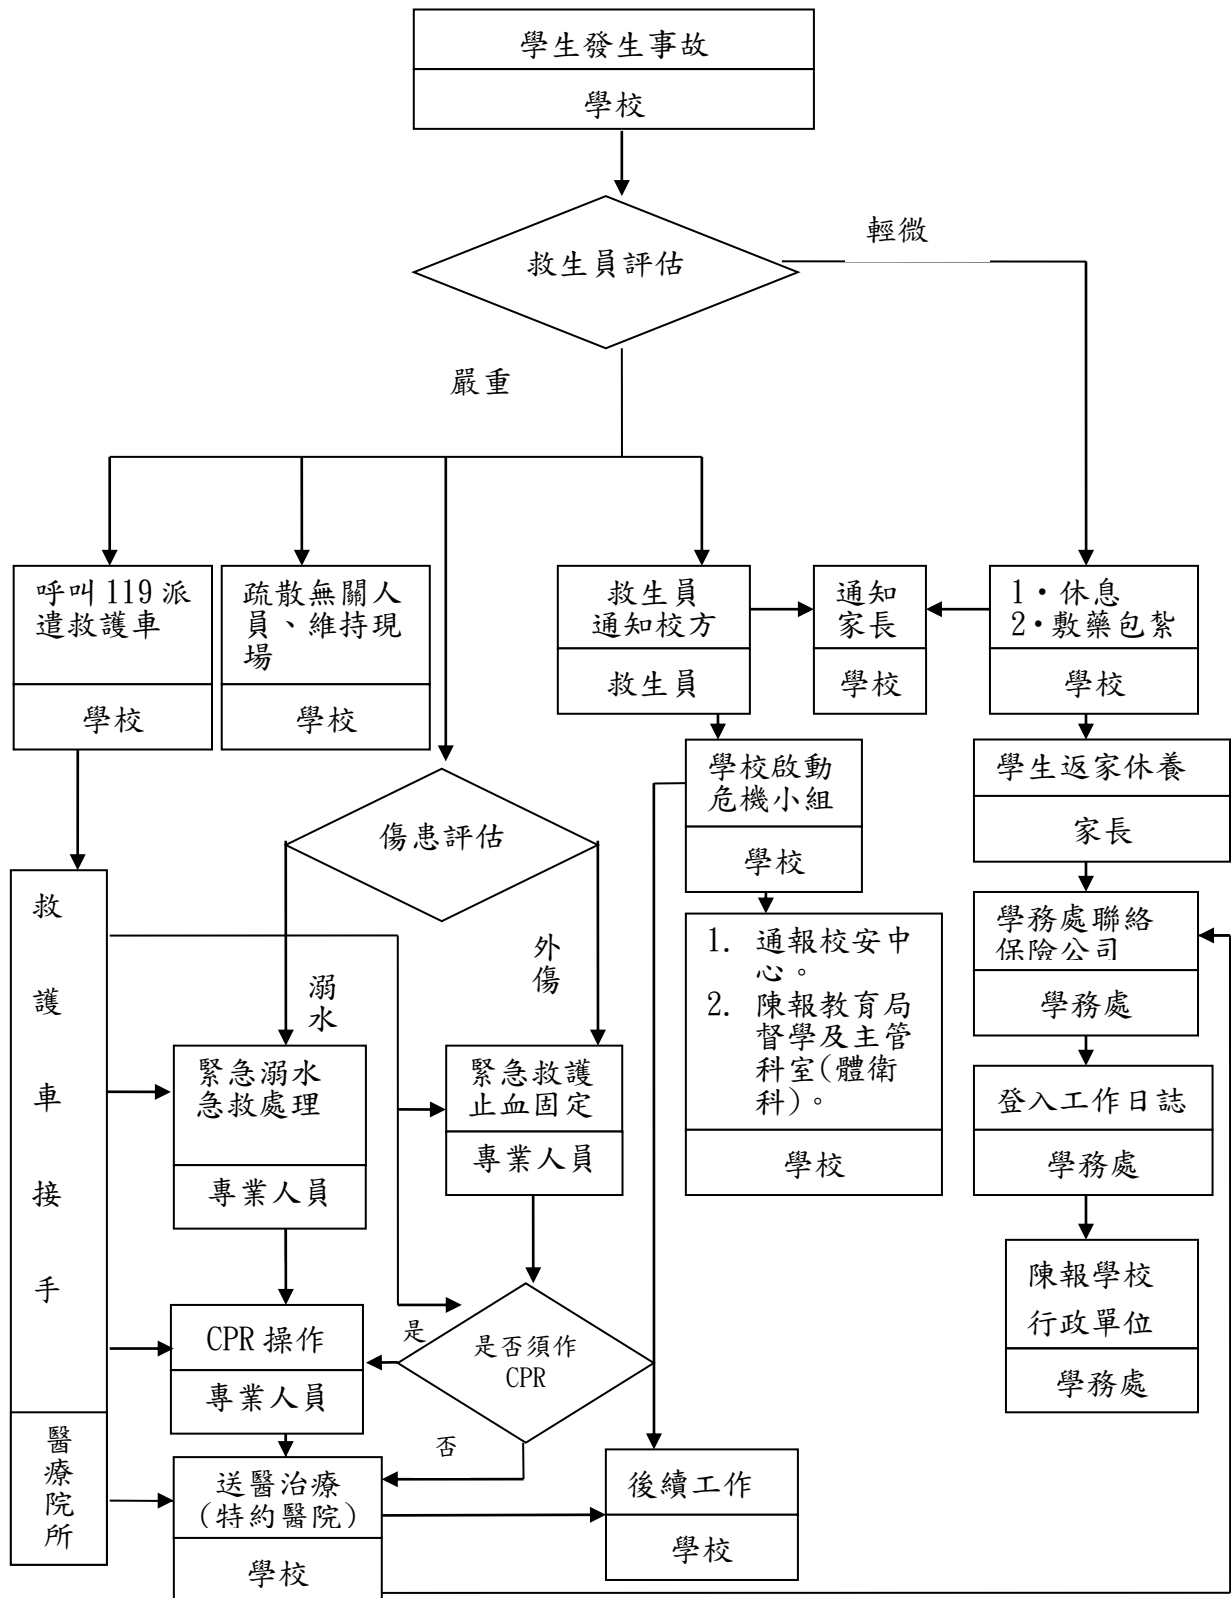 學生發生事故
學校
輕微
救生員評估
嚴重
呼叫119派
遣救護車
學校
疏散無關人
員、維持現
場
學校
救生員
通知校方
救生員
通知
家長
學校
1．休息
2．敷藥包紮
學校
學校啟動
危機小組
學校
學生返家休養
家長
傷患評估
救護車接手
外傷
溺水
1. 通報校安中
心。
2. 陳報教育局
督學及主管
科室(體衛
科)。
學校
學務處聯絡
保險公司
學務處
緊急溺水
急救處理
專業人員
緊急救護
止血固定
專業人員
登入工作日誌
學務處
陳報學校
行政單位
學務處
CPR操作
專業人員
是
是否須作
CPR
否
醫療院所
送醫治療
(特約醫院)
學校
後續工作
學校